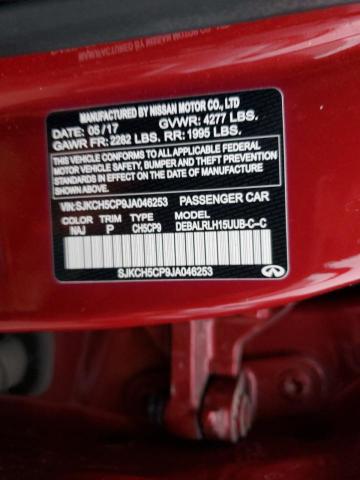 MANUFACTURED BY NISSAN MOTOR CO., LTD
DATE: 05/17 GVWR: 4277 LBS.
GAWR FR: 2282 LBS. RR: 1995 LBS.
THIS VEHICLE CONFORMS TO ALL APPLICABLE FEDERAL
MOTOR VEHICLE SAFETY, BUMPER, AND THEFT PREVENTION
STANDARDS IN EFFECT ON THE DATE OF MANUFACTURE
SHOWN ABOVE.
VIN: SJKCH5CP9JA046253 PASSENGER CAR
COLOR TRIM TYPE MODEL
NAJ P CH5CP9 DEBALRLH15UUB-C-C
SJKCH5CP9JA046253
INFINITI